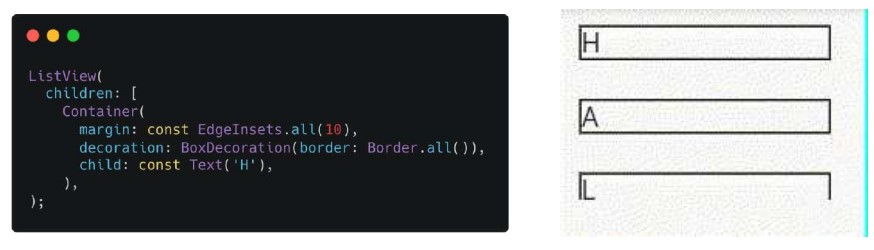 ListView(
children: [
Container(
margin: const EdgeInsets.all(10),
decoration: BoxDecoration(border: Border.all()),
child: const Text('H'),
),
);
H
A
L